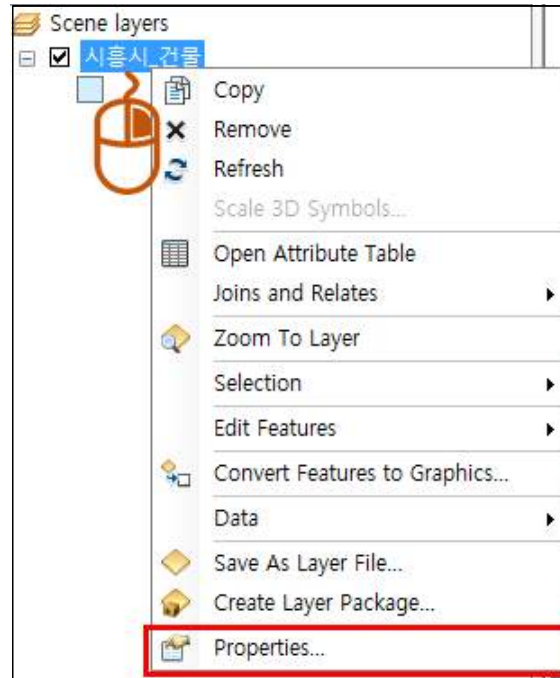 Scene layers
시흥시_건물
Copy
Remove
Refresh
Scale 3D Symbols...
Open Attribute Table
Joins and Relates
Zoom To Layer
Selection
Edit Features
Convert Features to Graphics...
Data
Save As Layer File...
Create Layer Package...
Properties...